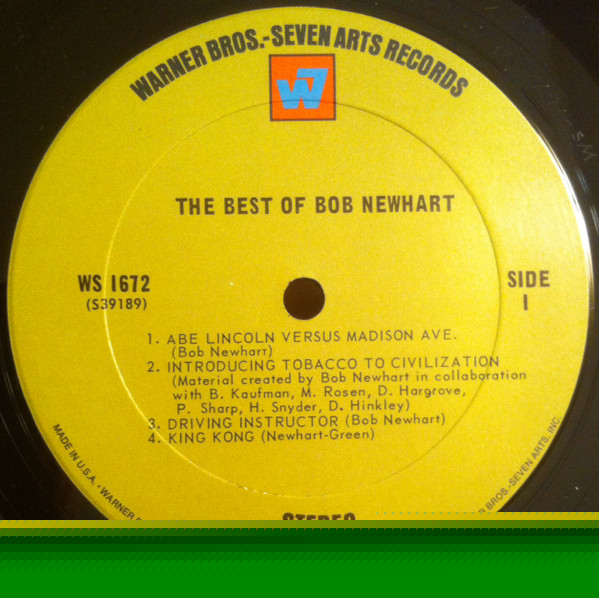 WARNER BROS.-SEVEN ARTS RECORDS
W7
THE BEST OF BOB NEWHART
WS 1672
(S39189)
SIDE
1
1. ABE LINCOLN VERSUS MADISON AVE.
(Bob Newharr)
2. INTRODUCING TOBACCO TO CIVILIZATION
(Material created by Bob Newhart in collaboration
with B. Kaufman, M. Rosen, D. Hargrove,
P. Sharp, H. Snyder, D. Hinkley)
3. DRIVING INSTRUCTOR (Bob Newhart)
4. KING KONG (Newhart-Green)
STEREO
MADE IN U.S.A. - WARNER
BROS.-SEVEN ARTS, INC.